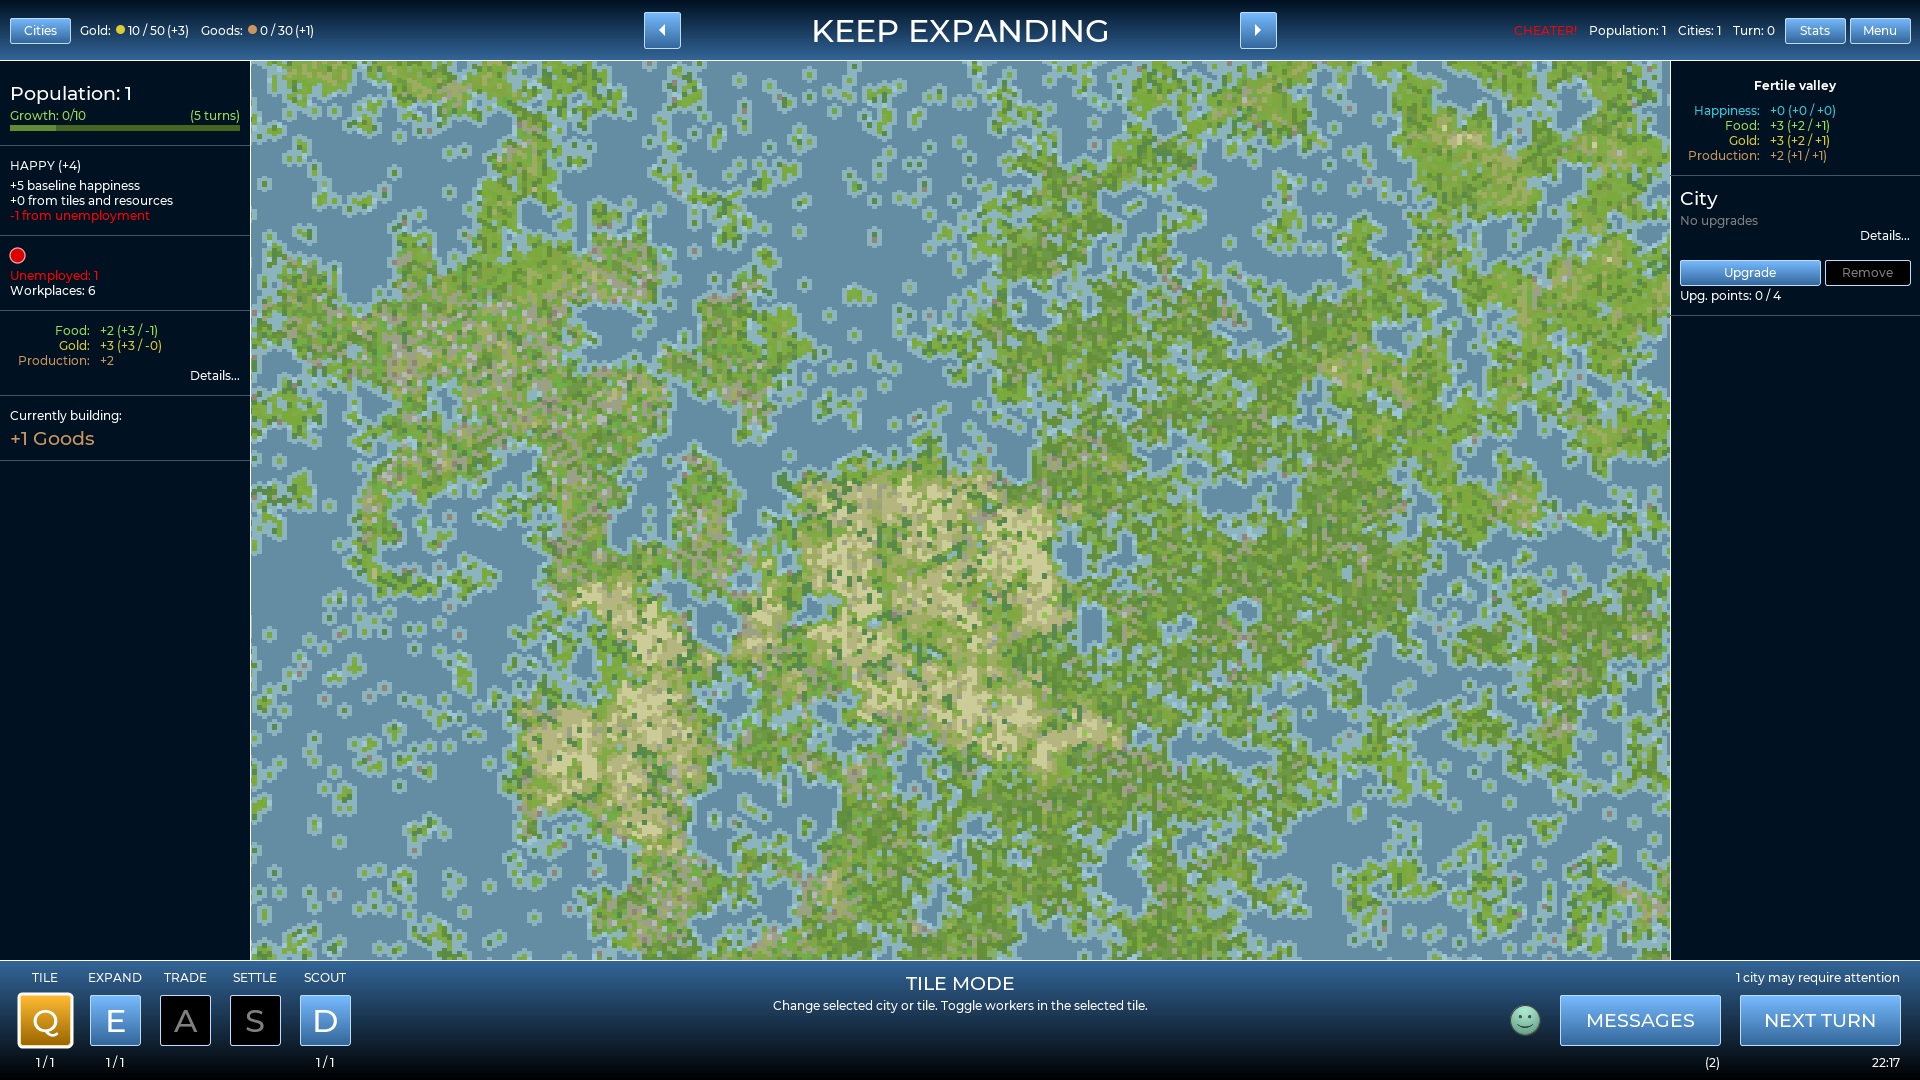 Cities
Gold: 10 / 50 (+3)
Goods: 0 / 30 (+1)
KEEP EXPANDING
CHEATER!
Population: 1
Cities: 1
Turn: 0
Stats
Menu
Population: 1
Growth: 0/10
(5 turns)
HAPPY (+4)
+5 baseline happiness
+0 from tiles and resources
-1 from unemployment
Unemployed: 1
Workplaces: 6
Food: +2 (+3 / -1)
Gold: +3 (+3 / -0)
Production: +2
Details...
Currently building:
+1 Goods
Fertile valley
Happiness: +0 (+0 / +0)
Food: +3 (+2 / +1)
Gold: +3 (+2 / +1)
Production: +2 (+1 / +1)
City
No upgrades
Details...
Upgrade
Remove
Upg. points: 0 / 4
TILE
EXPAND
TRADE
SETTLE
SCOUT
Q
E
A
S
D
1 / 1
1 / 1
1 / 1
TILE MODE
Change selected city or tile. Toggle workers in the selected tile.
1 city may require attention
MESSAGES
NEXT TURN
(2)
22:17